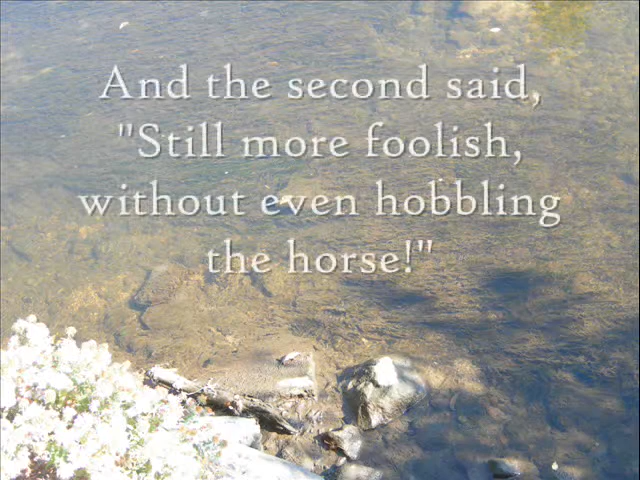 And the second said,
"Still more foolish,
without even hobbling
the horse!"